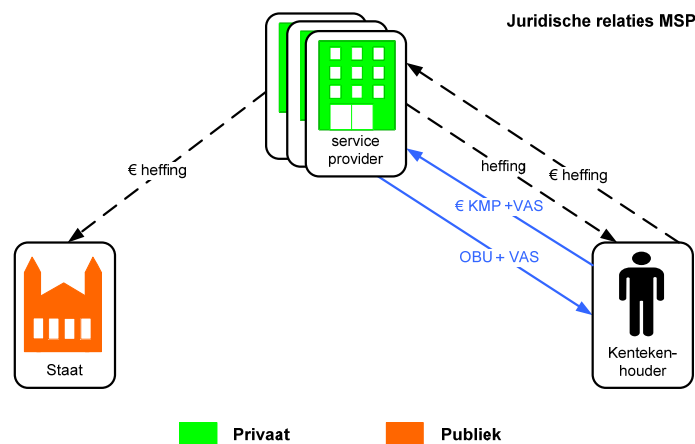 Juridische relaties MSP
service
provider
€ heffing
heffing
€ heffing
€ KMP +VAS
OBU + VAS
Staat
Kenteken-
houder
Privaat
Publiek